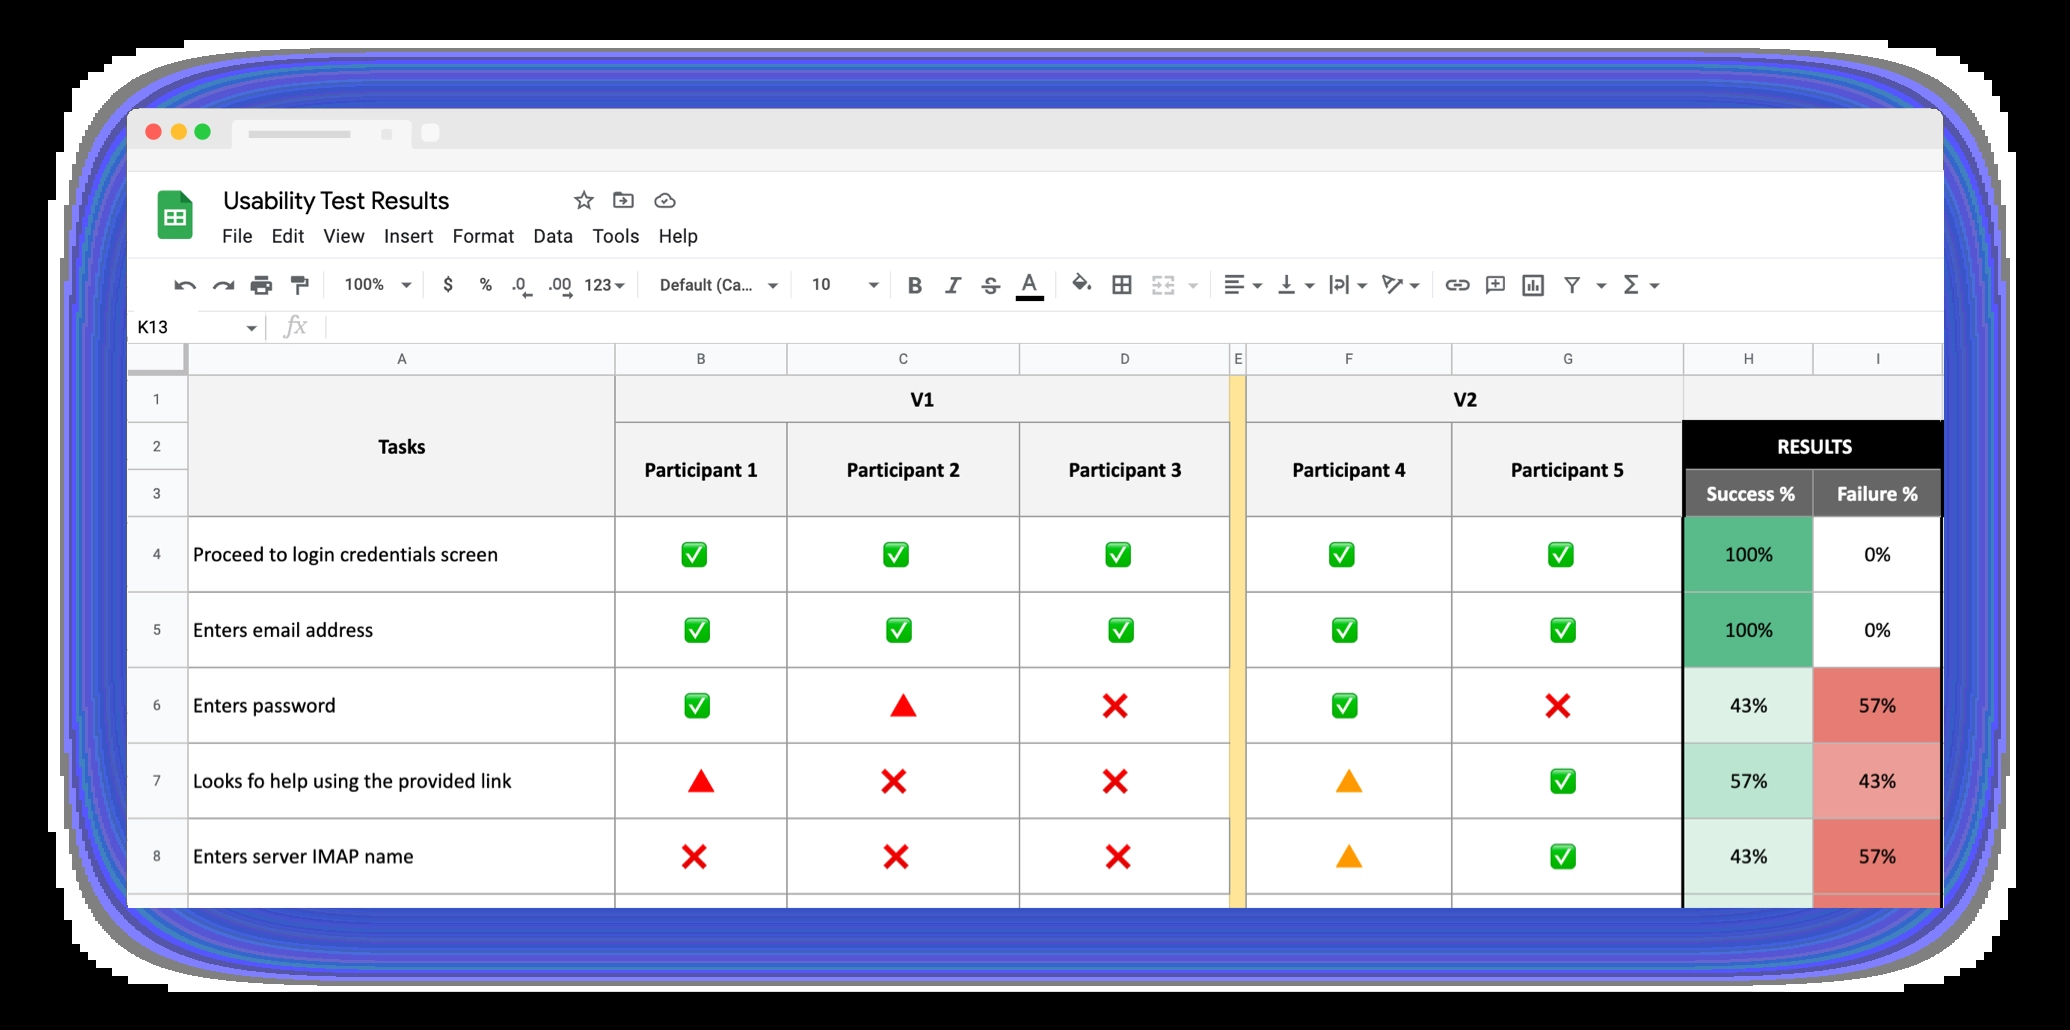 Usability Test Results
File Edit View Insert Format Data Tools Help
100% $ % .0 .00 123 Default (Ca... 10 B I S A
K13 fx
A B C D E F G H I
1 V1 V2
2 Tasks Participant 1 Participant 2 Participant 3 Participant 4 Participant 5 RESULTS
3 Success % Failure %
4 Proceed to login credentials screen 100% 0%
5 Enters email address 100% 0%
6 Enters password 43% 57%
7 Looks fo help using the provided link 57% 43%
8 Enters server IMAP name 43% 57%